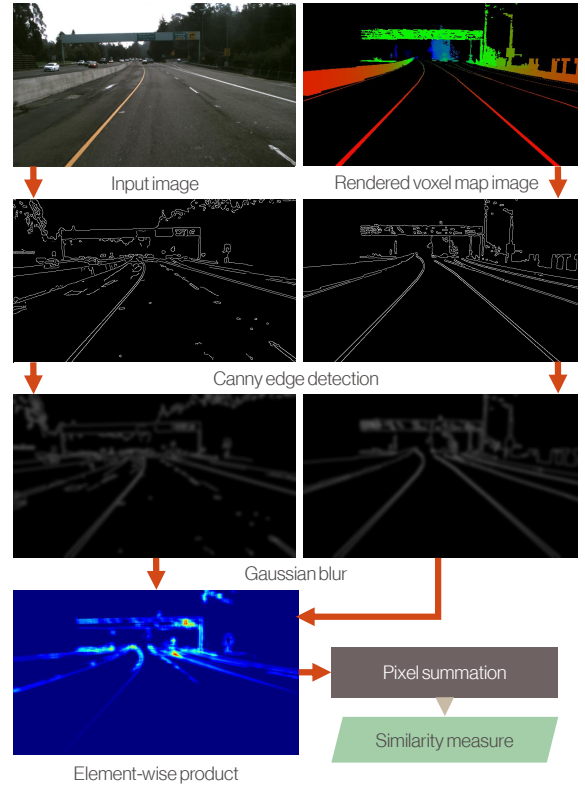 Input image
Rendered voxel map image
Canny edge detection
Gaussian blur
Pixel summation
Similarity measure
Element-wise product